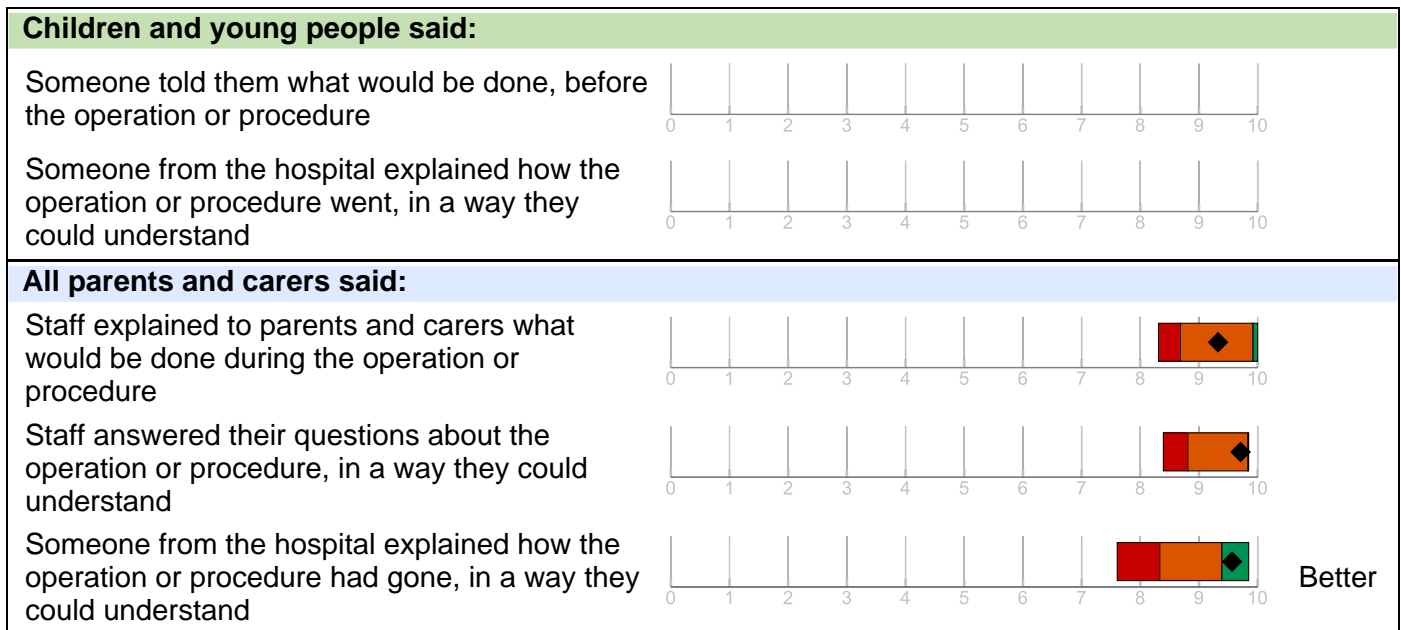 Children and young people said:
Someone told them what would be done, before
the operation or procedure
0 1 2 3 4 5 6 7 8 9 10
Someone from the hospital explained how the
operation or procedure went, in a way they
could understand
0 1 2 3 4 5 6 7 8 9 10
All parents and carers said:
Staff explained to parents and carers what
would be done during the operation or
procedure
0 1 2 3 4 5 6 7 8 9 10
Staff answered their questions about the
operation or procedure, in a way they could
understand
0 1 2 3 4 5 6 7 8 9 10
Someone from the hospital explained how the
operation or procedure had gone, in a way they
could understand
0 1 2 3 4 5 6 7 8 9 10
Better